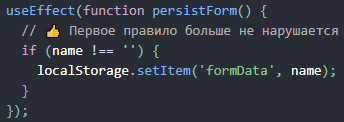 useEffect(function persistForm() {
  // 👍 Первое правило больше не нарушается
  if (name !== '') {
    localStorage.setItem('formData', name);
  }
});